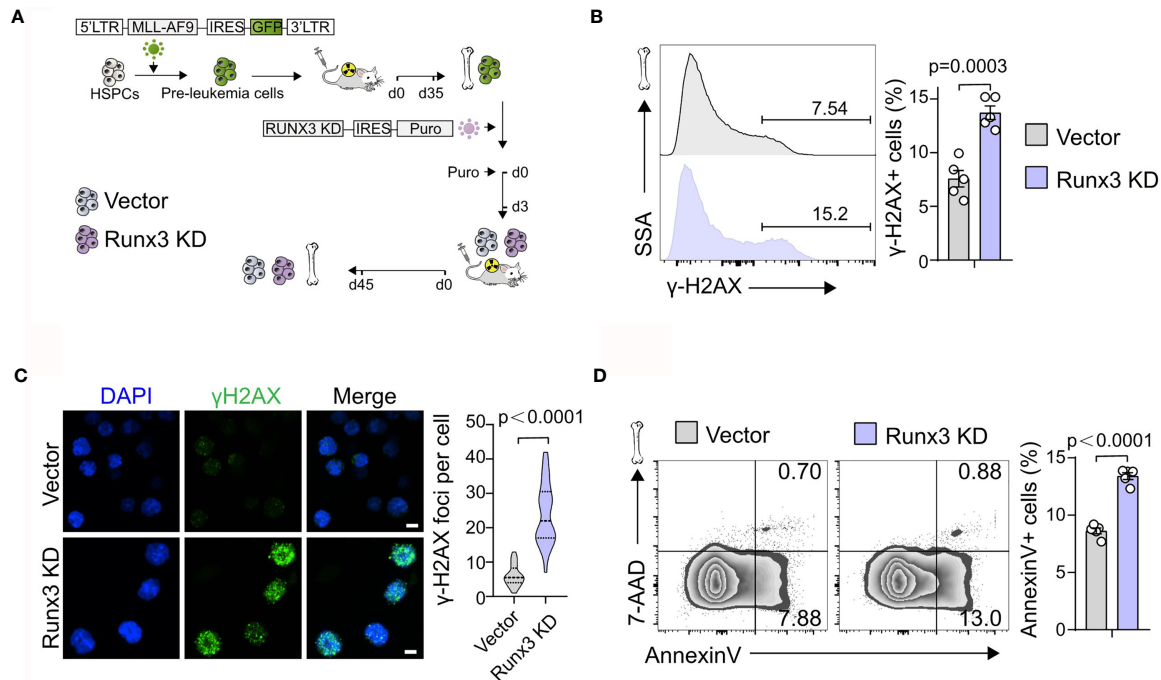 A
5'LTR MLL-AF9 IRES GFP 3'LTR
HSPCs Pre-leukemia cells d0 d35
RUNX3 KD IRES Puro
Puro d0
d3
Vector
Runx3 KD
d45 d0
B
SSA
7.54
15.2
γ-H2AX
p=0.0003
γ-H2AX+ cells (%)
15
10
5
0
Vector
Runx3 KD
C
DAPI γH2AX Merge
Vector
Runx3 KD
γ-H2AX foci per cell
p<0.0001
50
40
30
20
10
0
Vector
Runx3 KD
D
Vector Runx3 KD
7-AAD
0.70 0.88
7.88 13.0
AnnexinV
p<0.0001
AnnexinV+ cells (%)
15
10
5
0